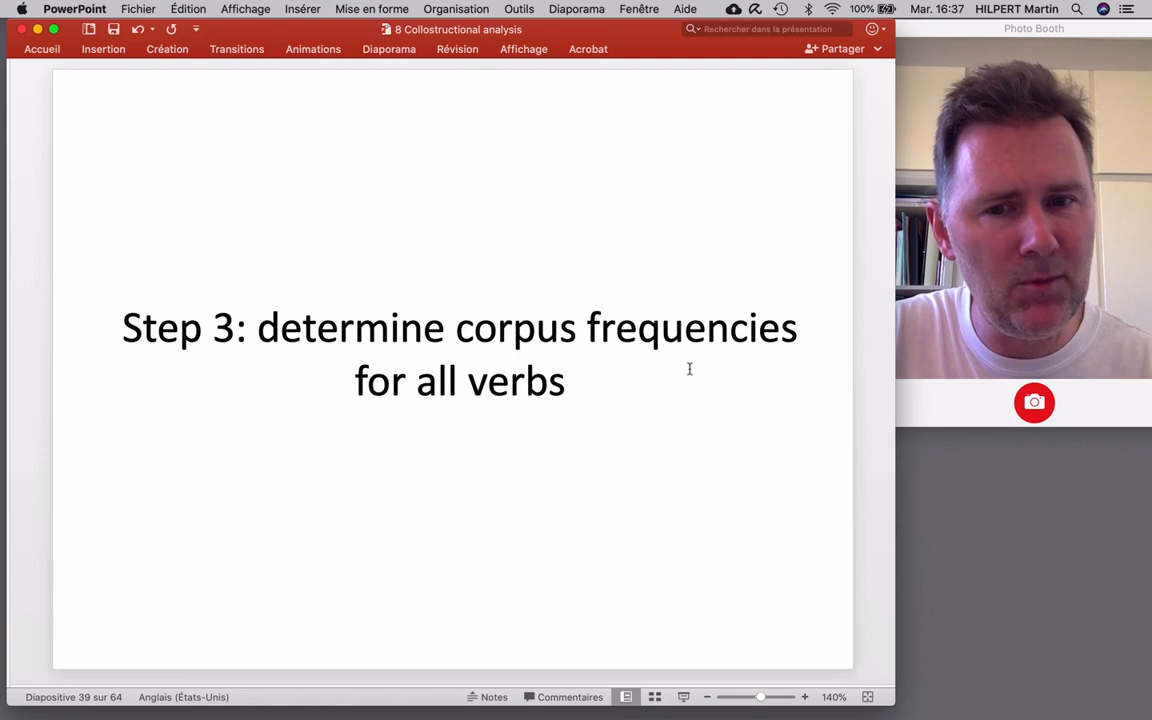 PowerPoint Fichier Édition Affichage Insérer Mise en forme Organisation Outils Diaporama Fenêtre Aide 100% Mar. 16:37 HILPERT Martin
8 Collostructional analysis
Rechercher dans la présentation
Photo Booth
Accueil Insertion Création Transitions Animations Diaporama Révision Affichage Acrobat Partager
Step 3: determine corpus frequencies
for all verbs
Diapositive 39 sur 64 Anglais (États-Unis) Notes Commentaires 140%